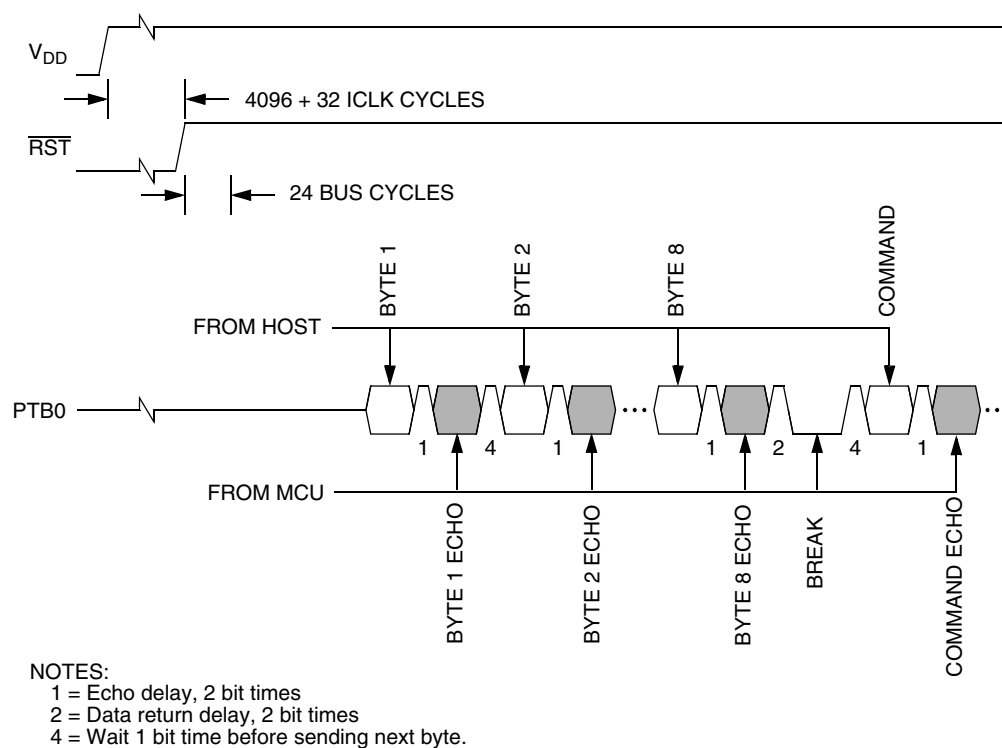 VDD
4096 + 32 ICLK CYCLES
RST
24 BUS CYCLES
BYTE 1
BYTE 2
BYTE 8
COMMAND
FROM HOST
PTB0
1
4
1
1
2
4
1
FROM MCU
BYTE 1 ECHO
BYTE 2 ECHO
BYTE 8 ECHO
BREAK
COMMAND ECHO
NOTES:
1 = Echo delay, 2 bit times
2 = Data return delay, 2 bit times
4 = Wait 1 bit time before sending next byte.